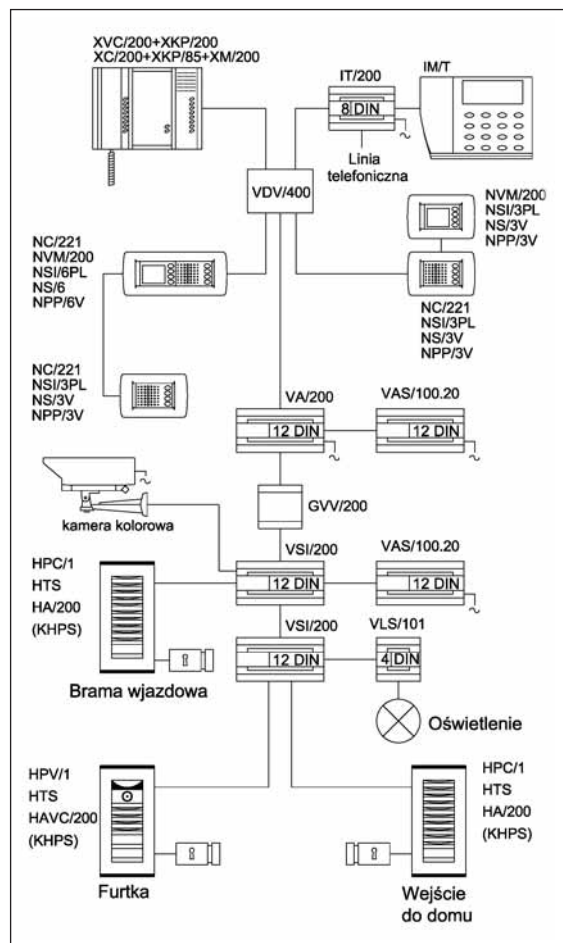 XVC/200+XKP/200
XC/200+XKP/85+XM/200
IT/200
IM/T
8 DIN
Linia
telefoniczna
VDV/400
NVM/200
NSI/3PL
NS/3V
NPP/3V
NC/221
NVM/200
NSI/6PL
NS/6
NPP/6V
NC/221
NSI/3PL
NS/3V
NPP/3V
NC/221
NSI/3PL
NS/3V
NPP/3V
VA/200
VAS/100.20
12 DIN
12 DIN
kamera kolorowa
GVV/200
VSI/200
VAS/100.20
12 DIN
12 DIN
HPC/1
HTS
HA/200
(KHPS)
Brama wjazdowa
VSI/200
VLS/101
12 DIN
4 DIN
Oświetlenie
HPV/1
HTS
HAVC/200
(KHPS)
Furtka
HPC/1
HTS
HA/200
(KHPS)
Wejście
do domu